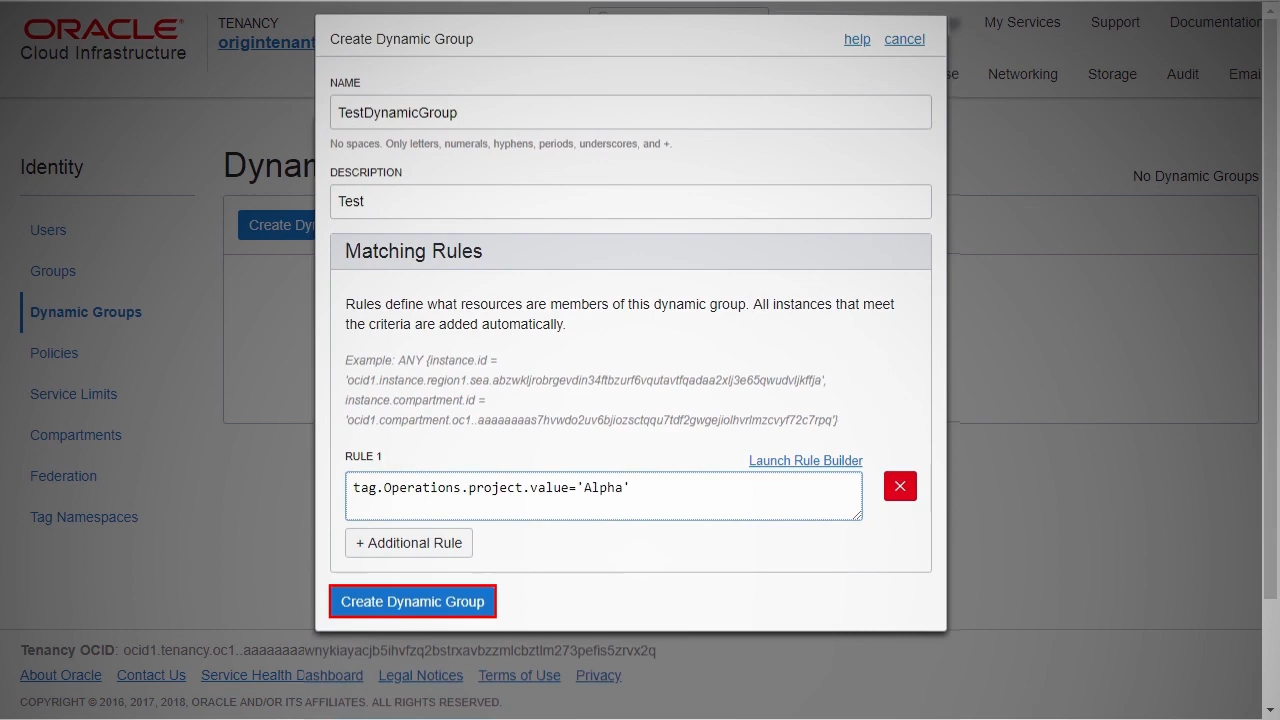 ORACLE®
Cloud Infrastructure
TENANCY
origintenant
My Services
Support
Documentation
Networking
Storage
Audit
Identity
Users
Groups
Dynamic Groups
Policies
Service Limits
Compartments
Federation
Tag Namespaces
No Dynamic Groups
Create Dynamic Group
help
cancel
NAME
TestDynamicGroup
No spaces. Only letters, numerals, hyphens, periods, underscores, and +.
DESCRIPTION
Test
Matching Rules
Rules define what resources are members of this dynamic group. All instances that meet
the criteria are added automatically.
Example: ANY {instance.id =
'ocid1.instance.region1.sea.abzwkljrobrgevdin34ftbzurf6vqutavtfqadaa2xlj3e65qwudvljkffja',
instance.compartment.id =
'ocid1.compartment.oc1..aaaaaaaas7hvwdo2uv6bjiozsctqqu7tdf2gwgejiolhvrlmzcvyf72c7rpq'}
RULE 1
Launch Rule Builder
tag.Operations.project.value='Alpha'
+ Additional Rule
Create Dynamic Group
Tenancy OCID: ocid1.tenancy.oc1..aaaaaaaawnykiayacjb5ihvfzq2bstrxavbzzmlcbztlm273pefis5zrvx2q
About Oracle
Contact Us
Service Health Dashboard
Legal Notices
Terms of Use
Privacy
COPYRIGHT © 2016, 2017, 2018, ORACLE AND/OR ITS AFFILIATES. ALL RIGHTS RESERVED.